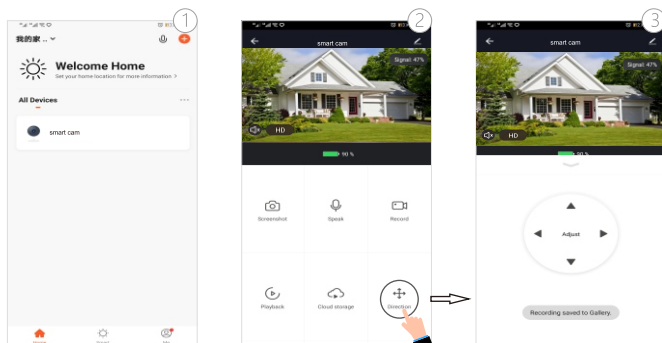 1
我的家 ..
Welcome Home
Set your home location for more information >
All Devices
...
smart cam
2
smart cam
Signal: 47%
HD
90 %
Screenshot
Speak
Record
Playback
Cloud storage
Direction
3
smart cam
Signal: 47%
HD
90 %
Adjust
Recording saved to Gallery.